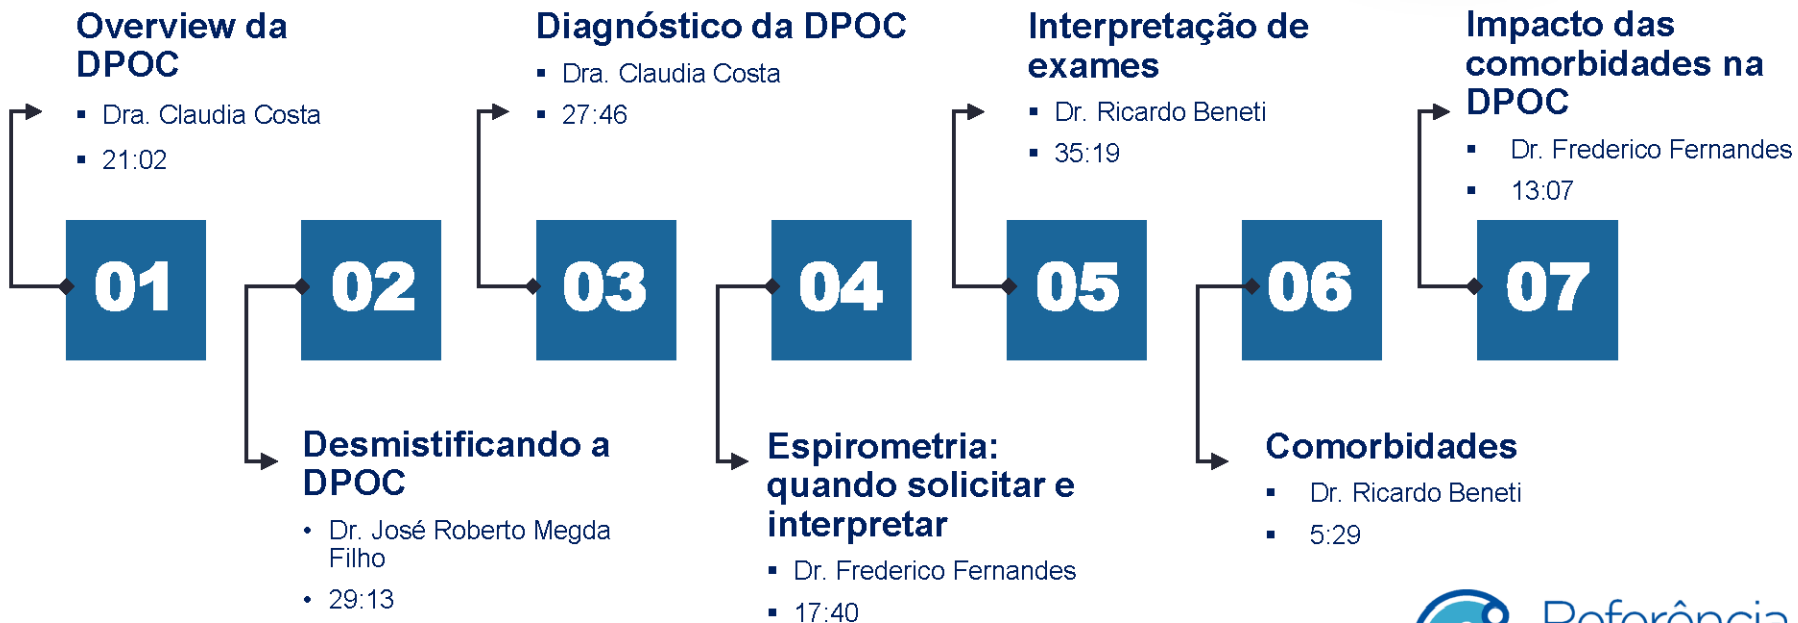 Overview da
DPOC
▪ Dra. Claudia Costa
▪ 21:02
Diagnóstico da DPOC
▪ Dra. Claudia Costa
▪ 27:46
Interpretação de
exames
▪ Dr. Ricardo Beneti
▪ 35:19
Impacto das
comorbidades na
DPOC
▪ Dr. Frederico Fernandes
▪ 13:07
01
02
03
04
05
06
07
Desmistificando a
DPOC
• Dr. José Roberto Megda
Filho
• 29:13
Espirometria:
quando solicitar e
interpretar
▪ Dr. Frederico Fernandes
▪ 17:40
Comorbidades
▪ Dr. Ricardo Beneti
▪ 5:29
Referência